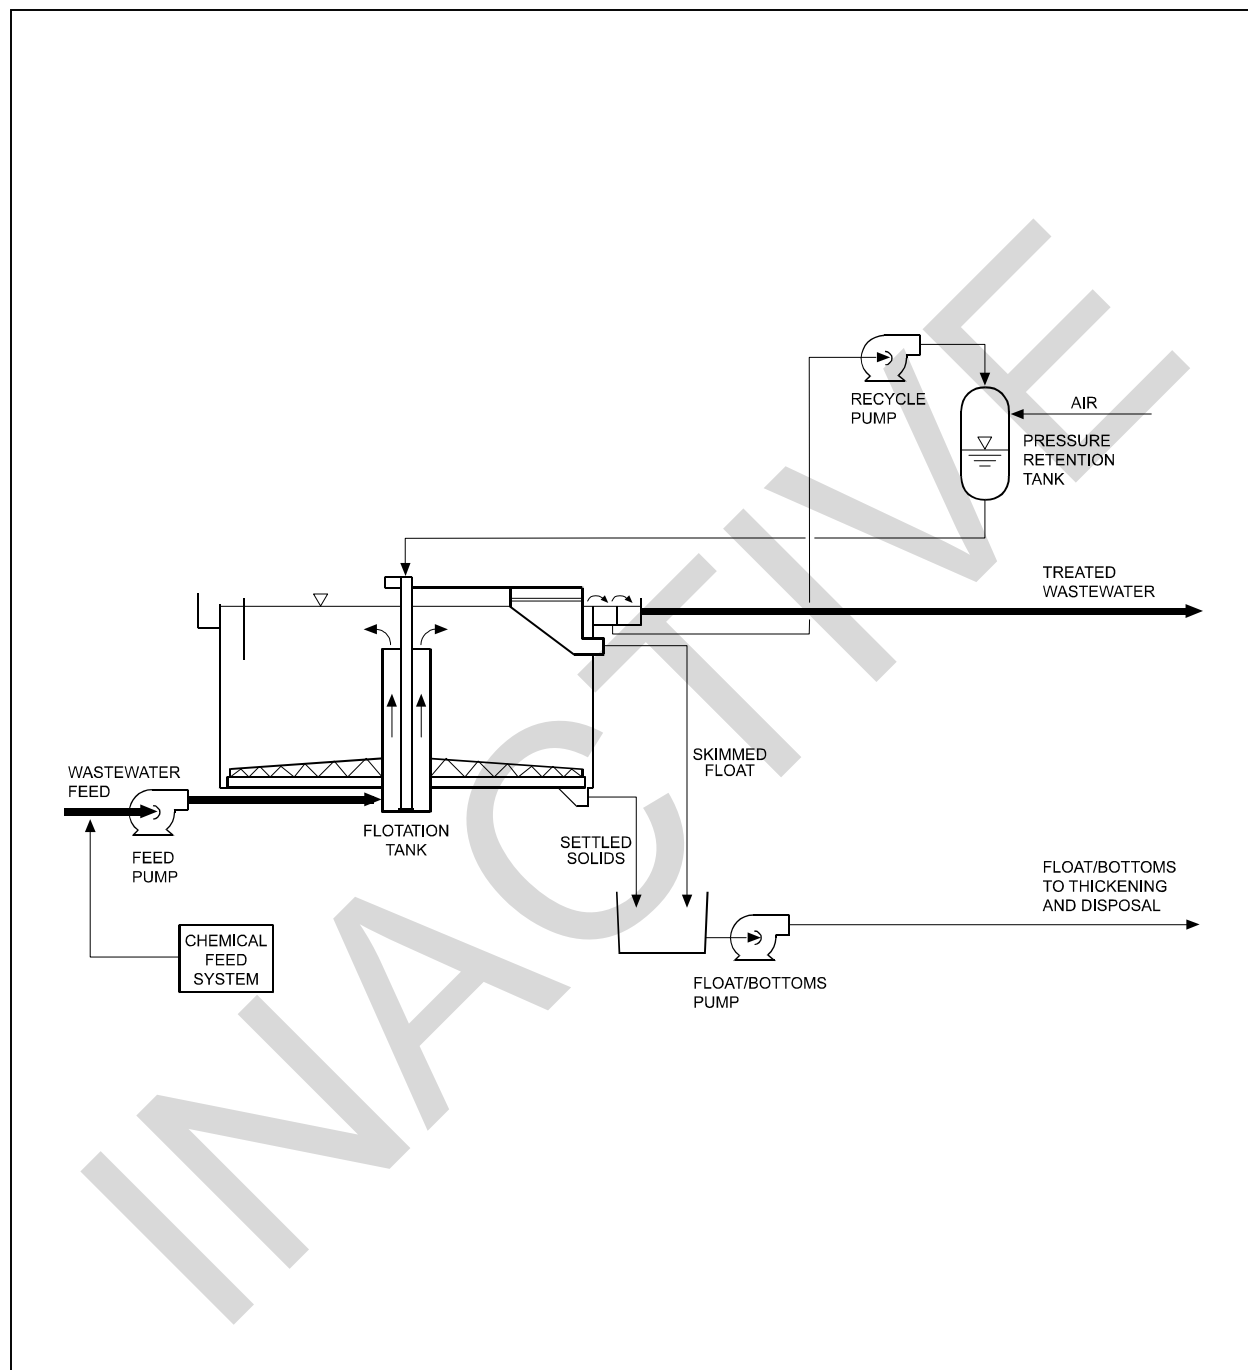 RECYCLE
PUMP
AIR
PRESSURE
RETENTION
TANK
TREATED
WASTEWATER
WASTEWATER
FEED
SKIMMED
FLOAT
FLOTATION
TANK
SETTLED
SOLIDS
FEED
PUMP
FLOAT/BOTTOMS
TO THICKENING
AND DISPOSAL
CHEMICAL
FEED
SYSTEM
FLOAT/BOTTOMS
PUMP
INACTIVE